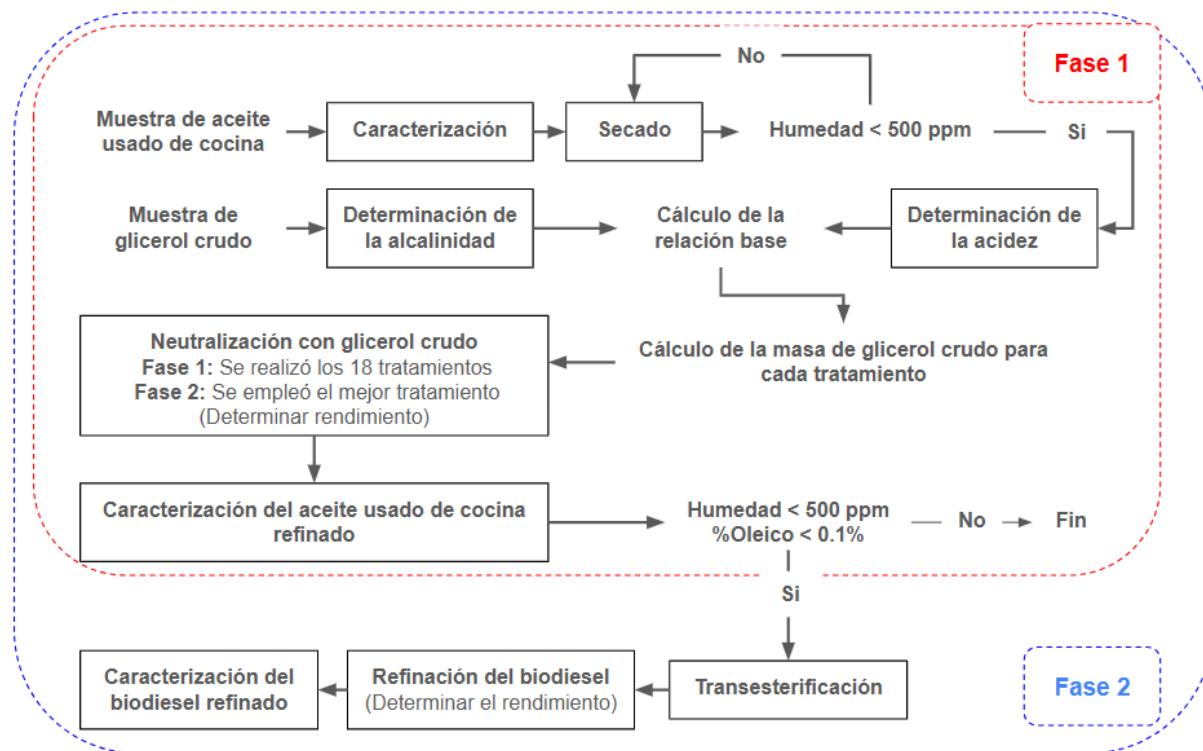 No
Fase 1
Muestra de aceite
usado de cocina
Caracterización
Secado
Humedad < 500 ppm
Si
Muestra de
glicerol crudo
Determinación de
la alcalinidad
Cálculo de la
relación base
Determinación de
la acidez
Neutralización con glicerol crudo
Fase 1: Se realizó los 18 tratamientos
Fase 2: Se empleó el mejor tratamiento
(Determinar rendimiento)
Cálculo de la masa de glicerol crudo para
cada tratamiento
Caracterización del aceite usado de cocina
refinado
Humedad < 500 ppm
%Oleico < 0.1%
No
Fin
Si
Caracterización del
biodiesel refinado
Refinación del biodiesel
(Determinar el rendimiento)
Transesterificación
Fase 2